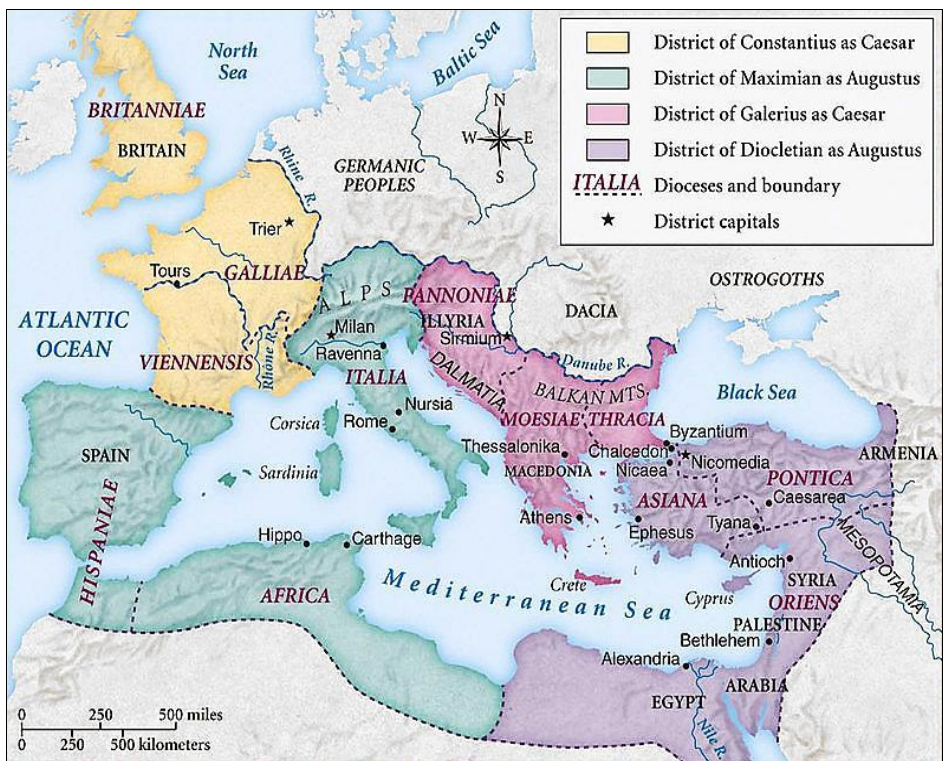 District of Constantius as Caesar
District of Maximian as Augustus
District of Galerius as Caesar
District of Diocletian as Augustus
ITALIA Dioceses and boundary
District capitals
North
Sea
Baltic Sea
N
W E
S
BRITANNIAE
BRITAIN
Rhine R.
GERMANIC
PEOPLES
Trier
Tours
GALLIAE
ALPS
PANNONIAE
OSTROGOTHS
DACIA
ATLANTIC
OCEAN
Milan
ILLYRIA
Sirmium
Ravenna
VIENNENSIS
Rhône R.
Danube R.
ITALIA
DALMATIA
BALKAN MTS.
Black Sea
Corsica
Nursia
Rome
MOESIAE
THRACIA
Byzantium
SPAIN
Thessalonika
Chalcedon
Nicomedia
ARMENIA
Sardinia
MACEDONIA
Nicaea
PONTICA
Caesarea
HISPANIAE
Athens
ASIANA
Ephesus
Tyana
MESOPOTAMIA
Hippo
Carthage
Antioch
SYRIA
Mediterranean Sea
Crete
Cyprus
ORIENS
AFRICA
PALESTINE
Bethlehem
Alexandria
EGYPT
ARABIA
Nile R.
0 250 500 miles
0 250 500 kilometers